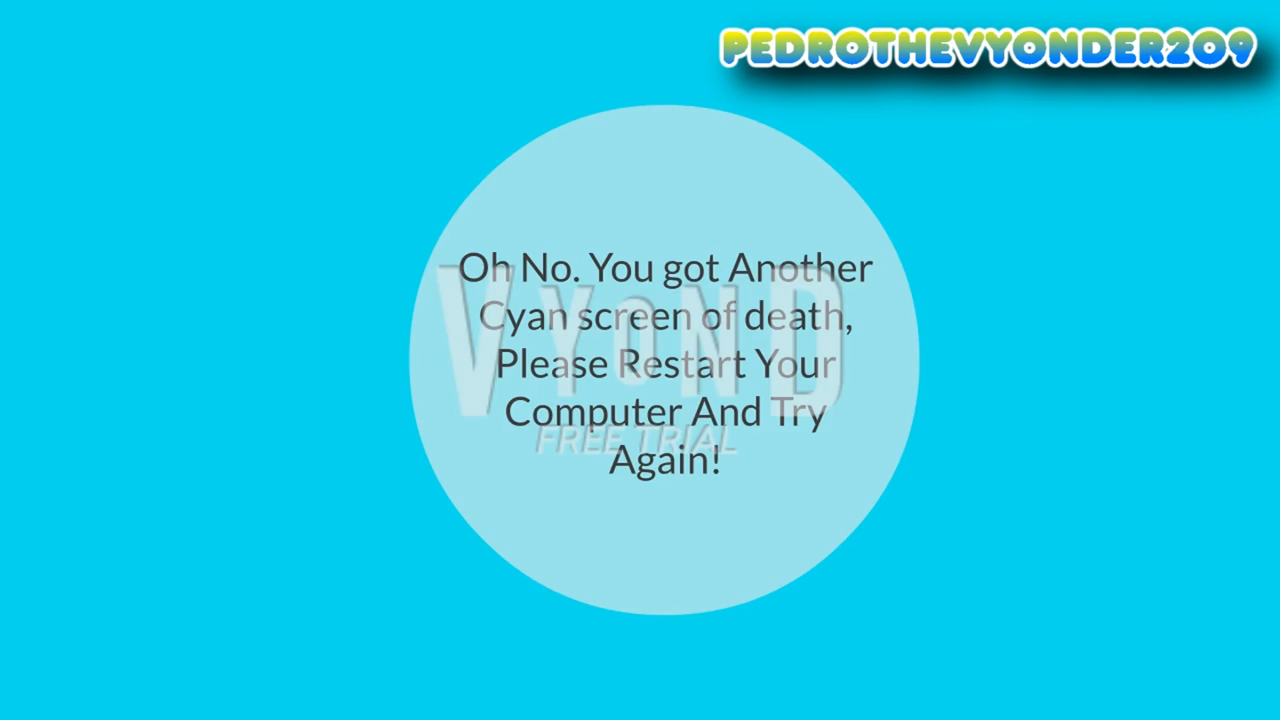 PEDROTHEVYONDER209
Oh No. You got Another
Cyan screen of death,
Please Restart Your
Computer And Try
Again!
VYOND
FREE TRIAL